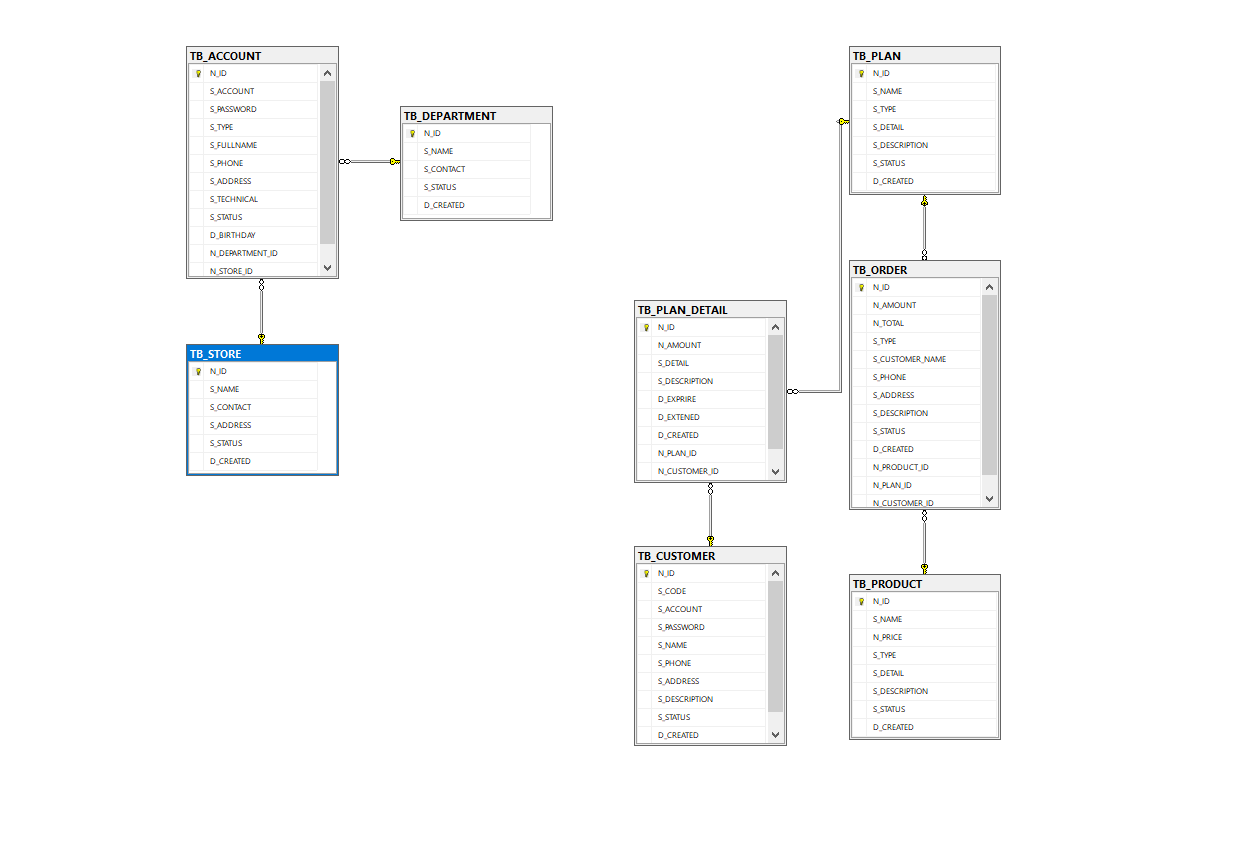 TB_ACCOUNT
N_ID
S_ACCOUNT
S_PASSWORD
S_TYPE
S_FULLNAME
S_PHONE
S_ADDRESS
S_TECHNICAL
S_STATUS
D_BIRTHDAY
N_DEPARTMENT_ID
N_STORE_ID
TB_DEPARTMENT
N_ID
S_NAME
S_CONTACT
S_STATUS
D_CREATED
TB_STORE
N_ID
S_NAME
S_CONTACT
S_ADDRESS
S_STATUS
D_CREATED
TB_PLAN
N_ID
S_NAME
S_TYPE
S_DETAIL
S_DESCRIPTION
S_STATUS
D_CREATED
TB_PLAN_DETAIL
N_ID
N_AMOUNT
S_DETAIL
S_DESCRIPTION
D_EXPRIRE
D_EXTENED
D_CREATED
N_PLAN_ID
N_CUSTOMER_ID
TB_ORDER
N_ID
N_AMOUNT
N_TOTAL
S_TYPE
S_CUSTOMER_NAME
S_PHONE
S_ADDRESS
S_DESCRIPTION
S_STATUS
D_CREATED
N_PRODUCT_ID
N_PLAN_ID
N_CUSTOMER_ID
TB_CUSTOMER
N_ID
S_CODE
S_ACCOUNT
S_PASSWORD
S_NAME
S_PHONE
S_ADDRESS
S_DESCRIPTION
S_STATUS
D_CREATED
TB_PRODUCT
N_ID
S_NAME
N_PRICE
S_TYPE
S_DETAIL
S_DESCRIPTION
S_STATUS
D_CREATED